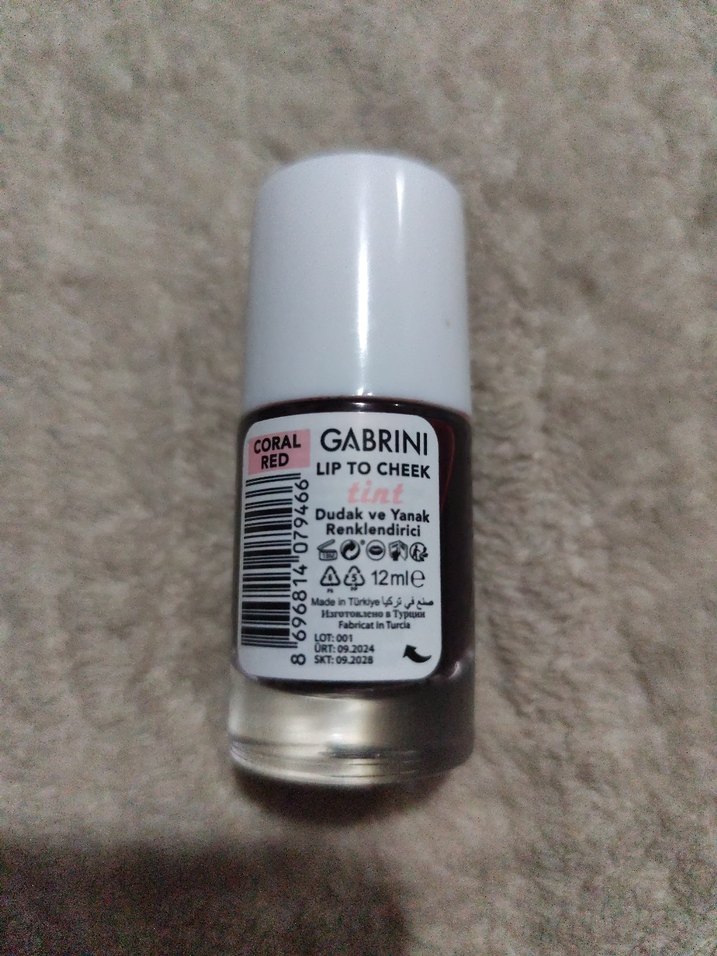 CORAL
RED
GABRINI
LIP TO CHEEK
tint
Dudak ve Yanak
Renklendirici
12ml℮
Made in Türkiye صنع في تركيا
Изготовлено в Турции
Fabricat in Turcia
LOT: 001
ÜRT: 09.2024
SKT: 09.2028
8 696814 079466